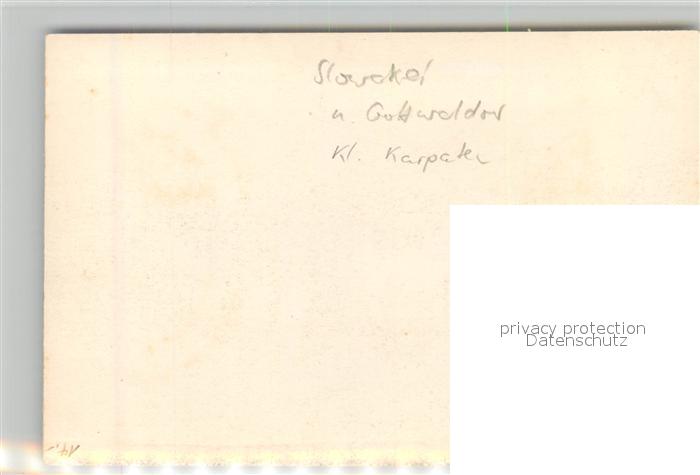 Slowakei
n. Gottwaldov
Kl. Karpaten
privacy protection
Datenschutz